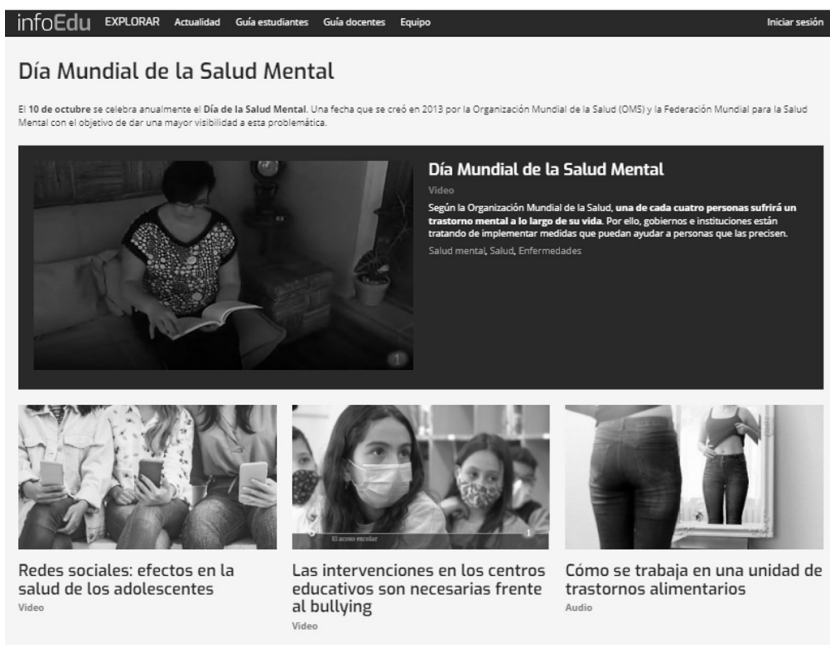 infoEdu EXPLORAR Actualidad Guía estudiantes Guía docentes Equipo Iniciar sesión
Día Mundial de la Salud Mental
El 10 de octubre se celebra anualmente el Día de la Salud Mental. Una fecha que se creó en 2013 por la Organización Mundial de la Salud (OMS) y la Federación Mundial para la Salud
Mental con el objetivo de dar una mayor visibilidad a esta problemática.
Día Mundial de la Salud Mental
Video
Según la Organización Mundial de la Salud, una de cada cuatro personas sufrirá un
trastorno mental a lo largo de su vida. Por ello, gobiernos e instituciones están
tratando de implementar medidas que puedan ayudar a personas que las precisen.
Salud mental, Salud, Enfermedades
1
El acoso escolar
1
Redes sociales: efectos en la
salud de los adolescentes
Video
Las intervenciones en los centros
educativos son necesarias frente
al bullying
Video
Cómo se trabaja en una unidad de
trastornos alimentarios
Audio